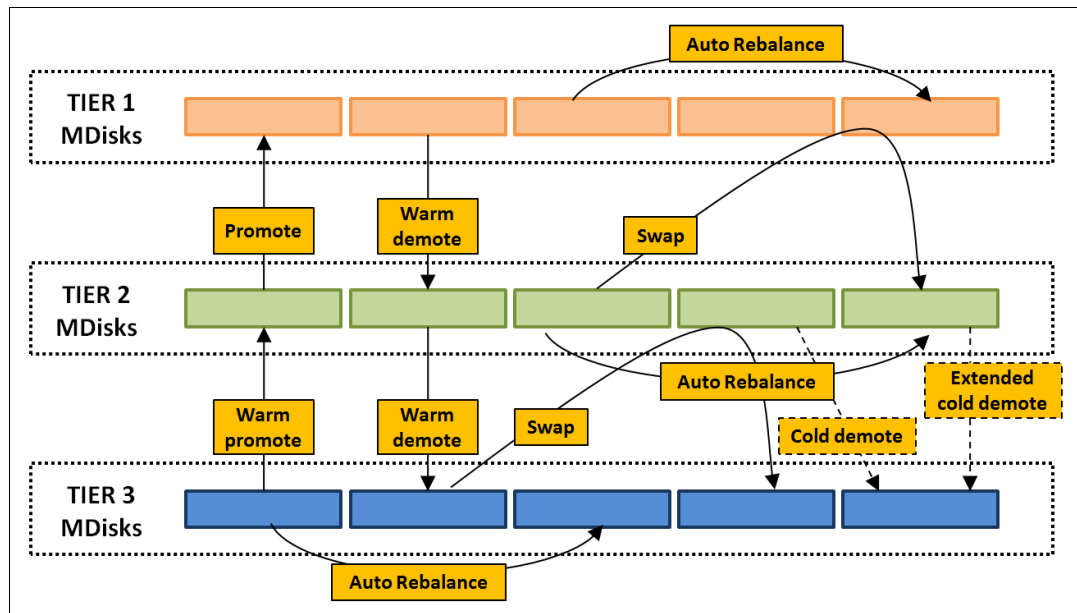 Auto Rebalance
TIER 1
MDisks
Promote
Warm
demote
Swap
TIER 2
MDisks
Auto Rebalance
Extended
cold demote
Warm
promote
Warm
demote
Swap
Cold demote
TIER 3
MDisks
Auto Rebalance